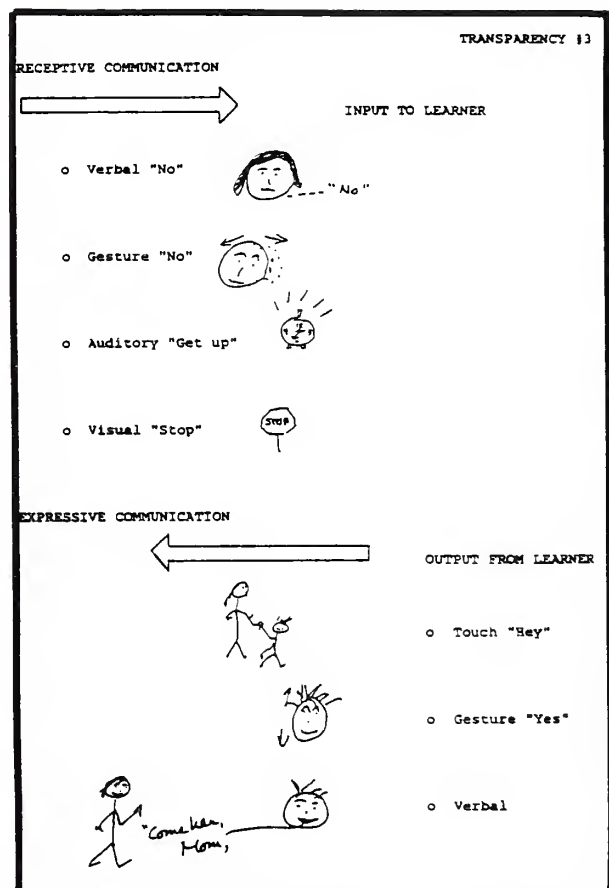 TRANSPARENCY #3
RECEPTIVE COMMUNICATION
INPUT TO LEARNER
o Verbal "No"
"No"
o Gesture "No"
o Auditory "Get up"
o Visual "Stop"
STOP
EXPRESSIVE COMMUNICATION
OUTPUT FROM LEARNER
o Touch "Hey"
o Gesture "Yes"
o Verbal
"Come here,
Mom,